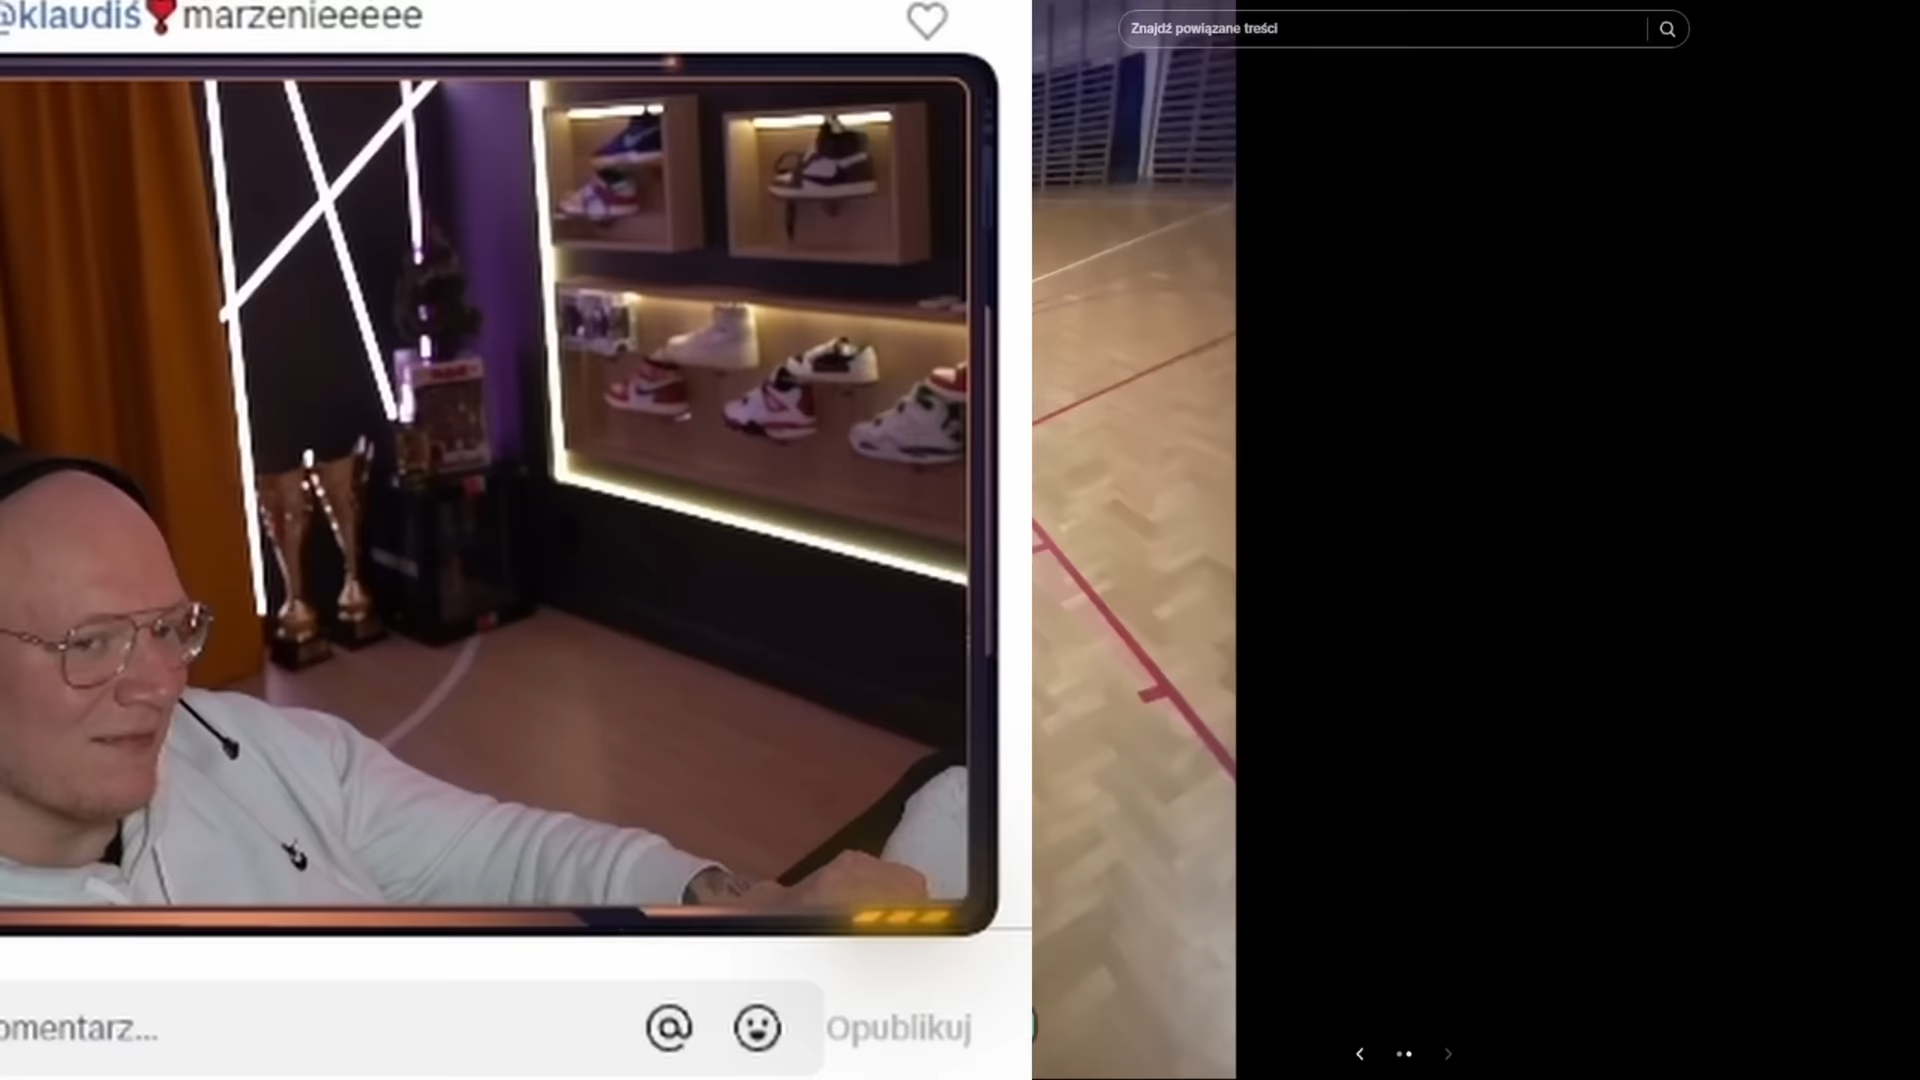 @klaudiś❣️marzenieeeee
Znajdź powiązane treści
omentarz...
Opublikuj